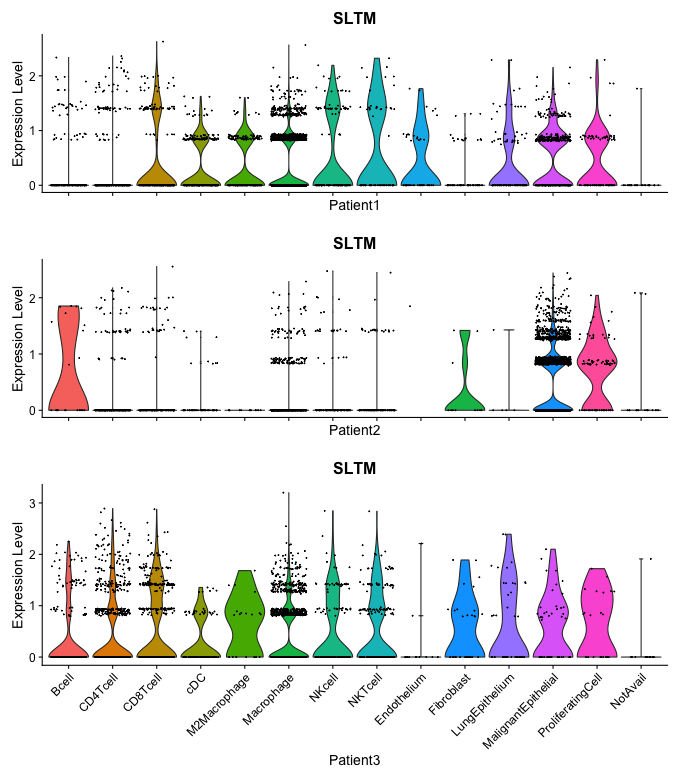 SLTM
Expression Level
2
1
0
Patient1
SLTM
Expression Level
2
1
0
Patient2
SLTM
Expression Level
3
2
1
0
Bcell
CD4Tcell
CD8Tcell
cDC
M2Macrophage
Macrophage
NKcell
NKTcell
Endothelium
Fibroblast
LungEpithelium
MalignantEpithelial
ProliferatingCell
NotAvail
Patient3